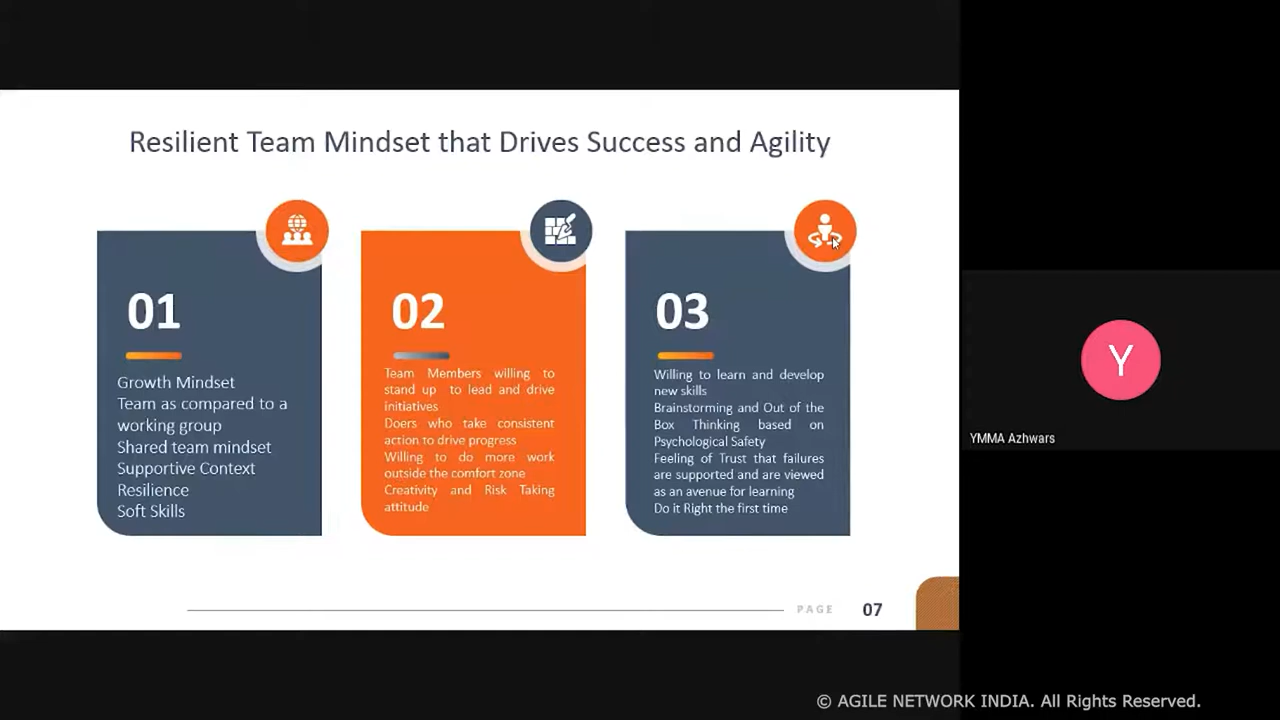 Resilient Team Mindset that Drives Success and Agility
01
Growth Mindset
Team as compared to a
working group
Shared team mindset
Supportive Context
Resilience
Soft Skills
02
Team Members willing to
stand up to lead and drive
initiatives
Doers who take consistent
action to drive progress
Willing to do more work
outside the comfort zone
Creativity and Risk Taking
attitude
03
Willing to learn and develop
new skills
Brainstorming and Out of the
Box Thinking based on
Psychological Safety
Feeling of Trust that failures
are supported and are viewed
as an avenue for learning
Do it Right the first time
PAGE 07
Y
YMMA Azhwars
© AGILE NETWORK INDIA. All Rights Reserved.